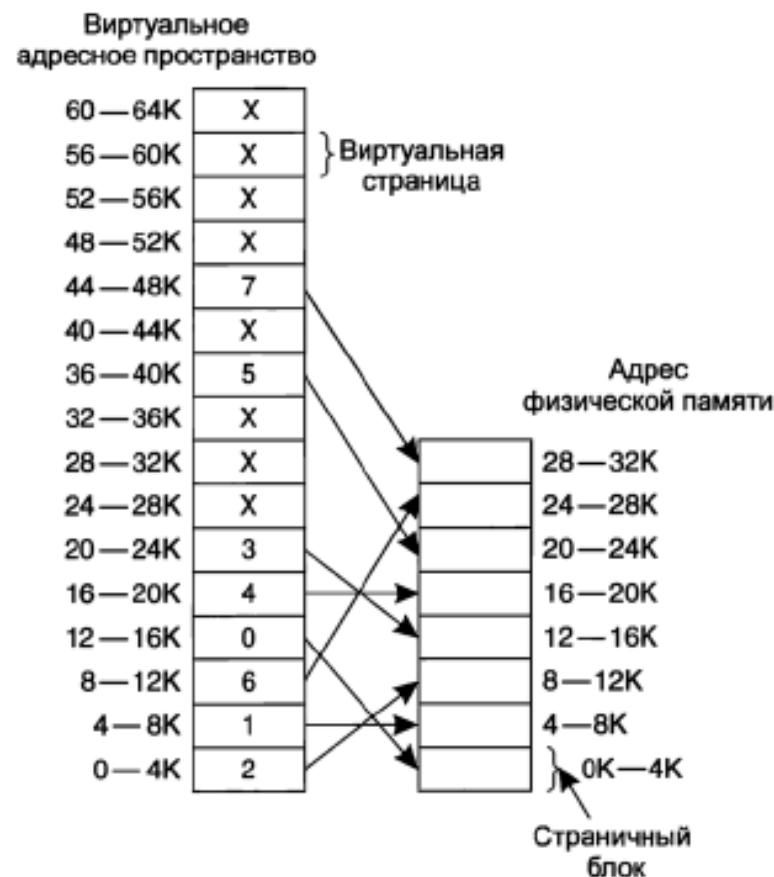 Виртуальное
адресное пространство
60—64K X
56—60K X
Виртуальная
страница
52—56K X
48—52K X
44—48K 7
40—44K X
36—40K 5
32—36K X
28—32K X
24—28K X
20—24K 3
16—20K 4
12—16K 0
8—12K 6
4—8K 1
0—4K 2
Адрес
физической памяти
28—32K
24—28K
20—24K
16—20K
12—16K
8—12K
4—8K
0K—4K
Страничный
блок